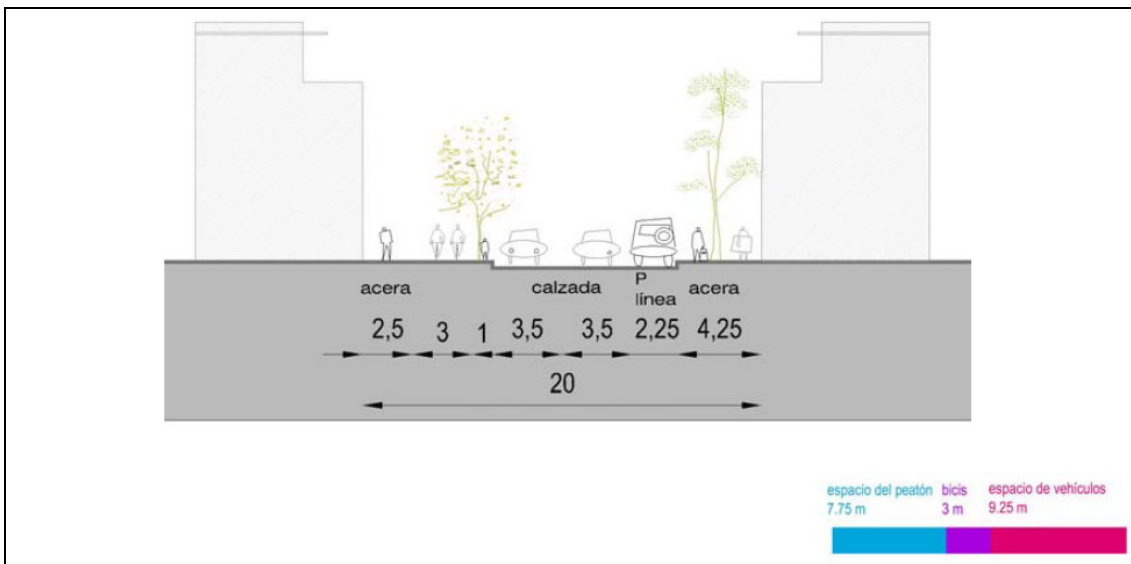 acera calzada P línea acera
2,5 3 1 3,5 3,5 2,25 4,25
20
espacio del peatón bicis espacio de vehículos
7.75 m 3 m 9.25 m